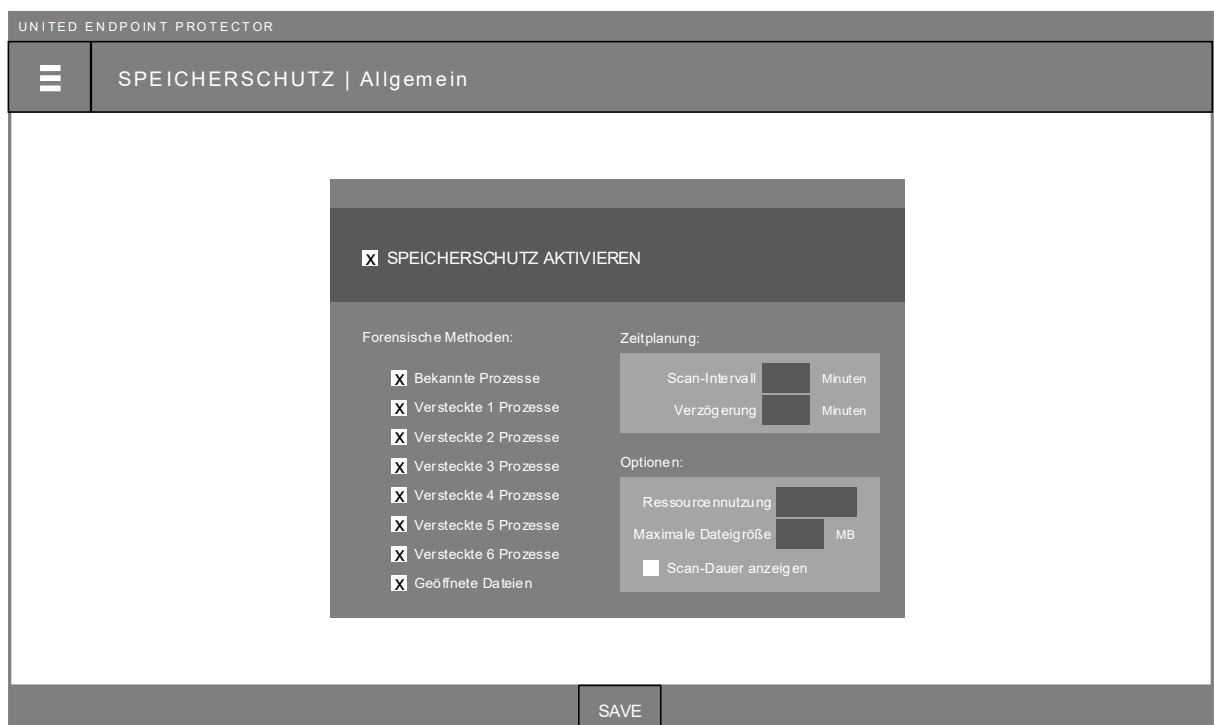 UNITED ENDPOINT PROTECTOR
SPEICHERSCHUTZ | Allgemein
X SPEICHERSCHUTZ AKTIVIEREN
Forensische Methoden:
X Bekannte Prozesse
X Versteckte 1 Prozesse
X Versteckte 2 Prozesse
X Versteckte 3 Prozesse
X Versteckte 4 Prozesse
X Versteckte 5 Prozesse
X Versteckte 6 Prozesse
X Geöffnete Dateien
Zeitplanung:
Scan-Intervall Minuten
Verzögerung Minuten
Optionen:
Ressourcennutzung
Maximale Dateigröße MB
Scan-Dauer anzeigen
SAVE